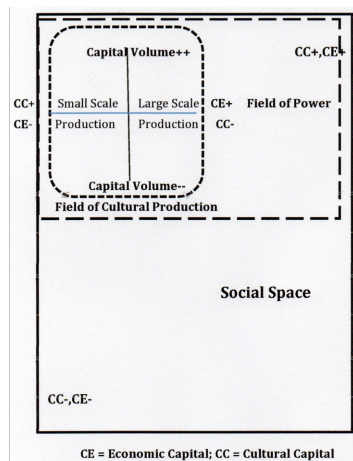 Capital Volume++ CC+,CE+
CC+ Small Scale Large Scale CE+ Field of Power
CE- Production Production CC-
Capital Volume--
Field of Cultural Production
Social Space
CC-,CE-
CE = Economic Capital; CC = Cultural Capital